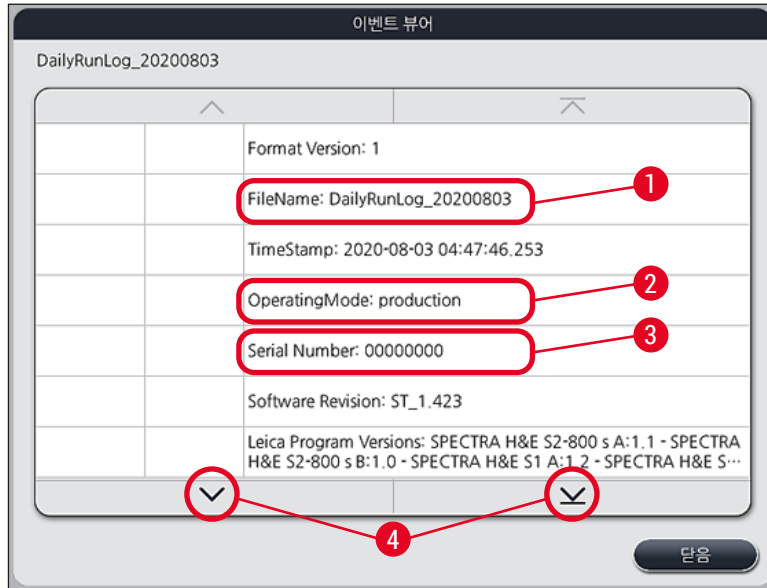 이벤트 뷰어
DailyRunLog_20200803
Format Version: 1
FileName: DailyRunLog_20200803
1
TimeStamp: 2020-08-03 04:47:46.253
OperatingMode: production
2
Serial Number: 00000000
3
Software Revision: ST_1.423
Leica Program Versions: SPECTRA H&E S2-800 s A:1.1 - SPECTRA
H&E S2-800 s B:1.0 - SPECTRA H&E S1 A:1.2 - SPECTRA H&E S···
4
닫음